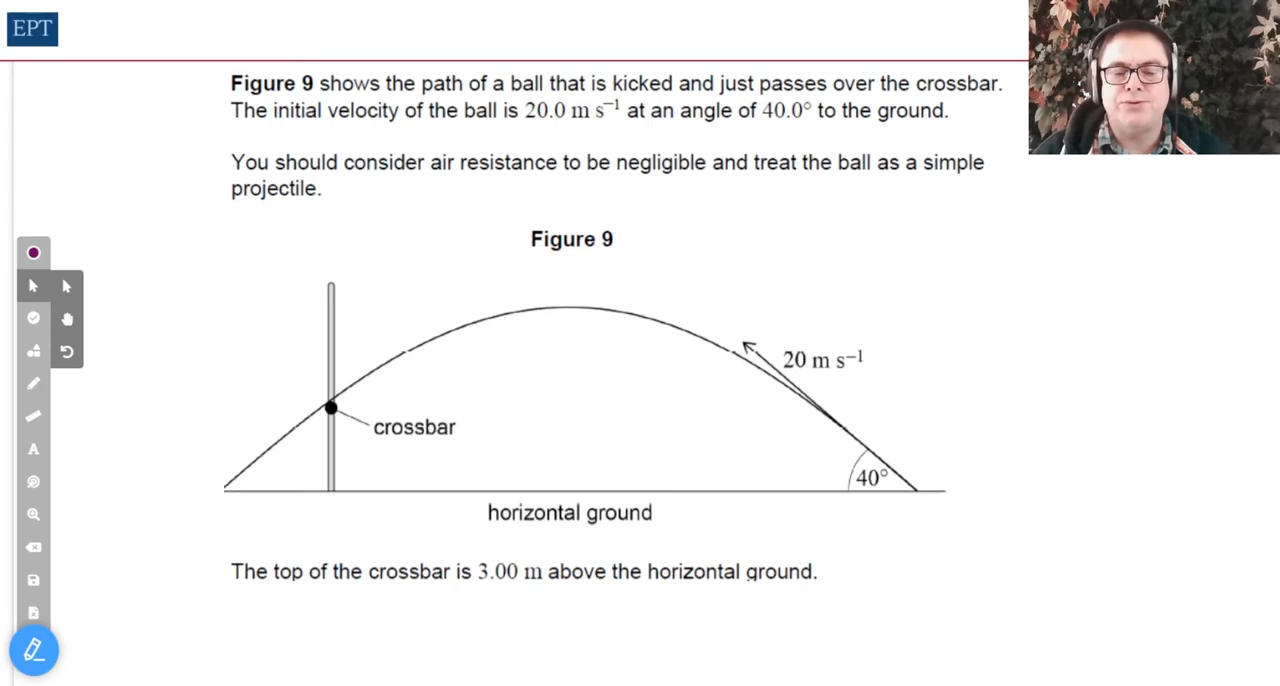 EPT
Figure 9 shows the path of a ball that is kicked and just passes over the crossbar.
The initial velocity of the ball is 20.0 m s⁻¹ at an angle of 40.0° to the ground.
You should consider air resistance to be negligible and treat the ball as a simple
projectile.
Figure 9
20 m s⁻¹
crossbar
40°
horizontal ground
The top of the crossbar is 3.00 m above the horizontal ground.
A